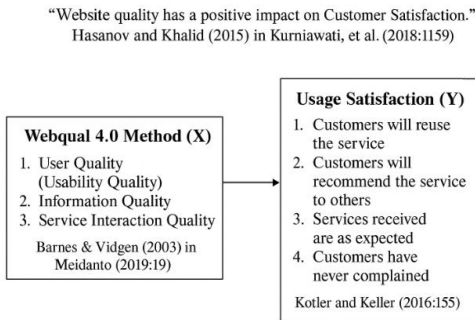 “Website quality has a positive impact on Customer Satisfaction.”
Hasanov and Khalid (2015) in Kurniawati, et al. (2018:1159)
Webqual 4.0 Method (X)
1. User Quality
(Usability Quality)
2. Information Quality
3. Service Interaction Quality
Barnes & Vidgen (2003) in
Meidanto (2019:19)
Usage Satisfaction (Y)
1. Customers will reuse
the service
2. Customers will
recommend the service
to others
3. Services received
are as expected
4. Customers have
never complained
Kotler and Keller (2016:155)